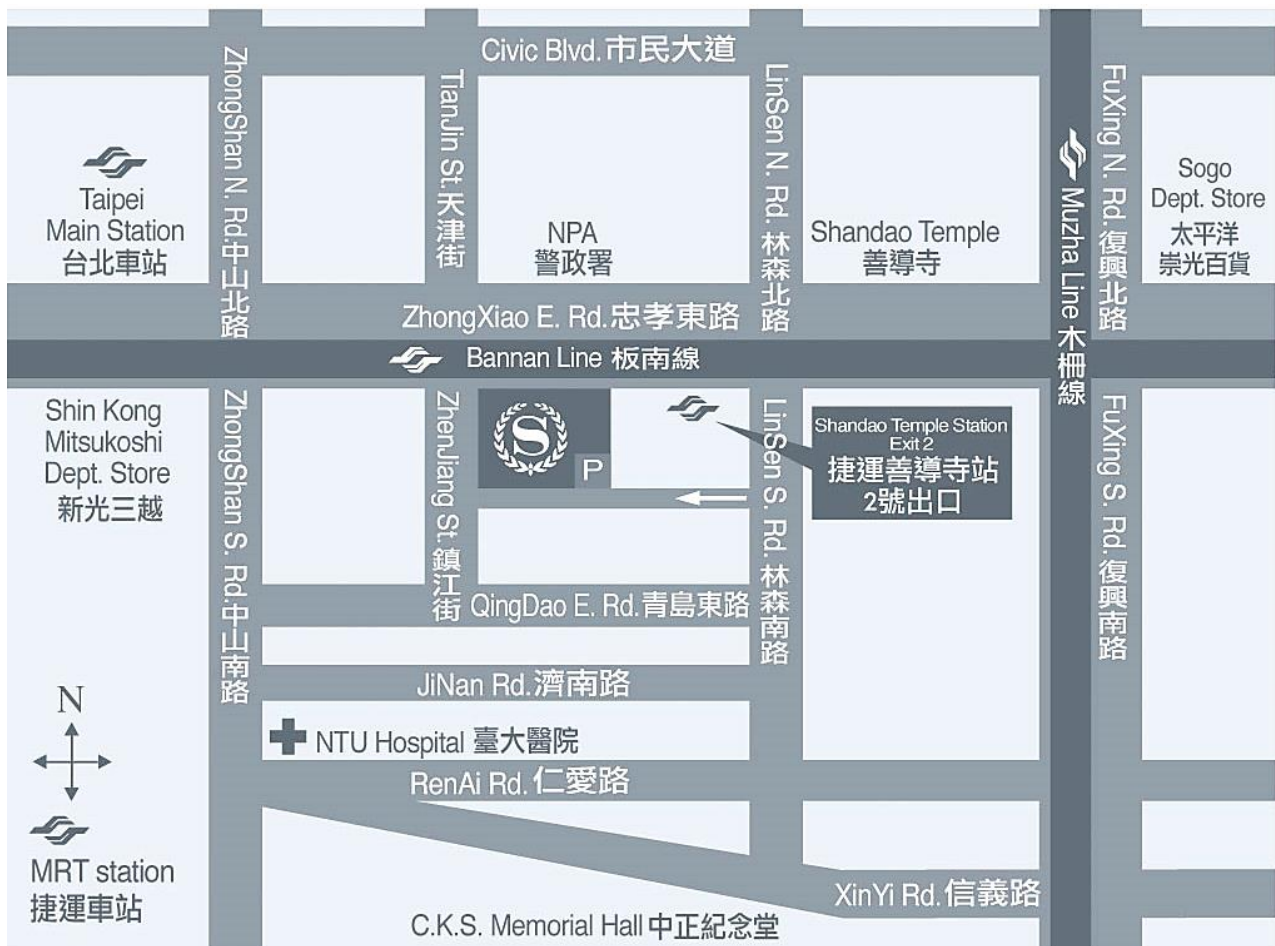 Civic Blvd.市民大道
ZhongShan N. Rd.中山北路
TianJin St.天津街
LinSen N. Rd. 林森北路
FuXing N. Rd. 復興北路
Muzha Line 木柵線
Taipei
Main Station
台北車站
NPA
警政署
Shandao Temple
善導寺
Sogo
Dept. Store
太平洋
崇光百貨
ZhongXiao E. Rd.忠孝東路
Bannan Line 板南線
Shin Kong
Mitsukoshi
Dept. Store
新光三越
ZhongShan S. Rd.中山南路
ZhenJiang St. 鎮江街
S
P
LinSen S. Rd. 林森南路
Shandao Temple Station
Exit 2
捷運善導寺站
2號出口
FuXing S. Rd. 復興南路
QingDao E. Rd.青島東路
JiNan Rd.濟南路
N
NTU Hospital 臺大醫院
RenAi Rd. 仁愛路
MRT station
捷運車站
XinYi Rd. 信義路
C.K.S. Memorial Hall 中正紀念堂